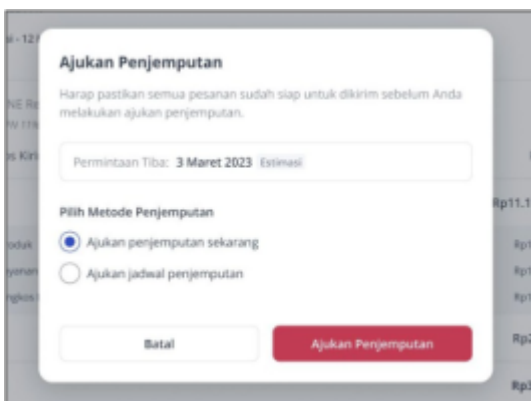 Ajukan Penjemputan
Harap pastikan semua pesanan sudah siap untuk dikirim sebelum Anda
melakukan ajukan penjemputan.
Permintaan Tiba: 3 Maret 2023 Estimasi
Pilih Metode Penjemputan
Ajukan penjemputan sekarang
Ajukan jadwal penjemputan
Batal
Ajukan Penjemputan